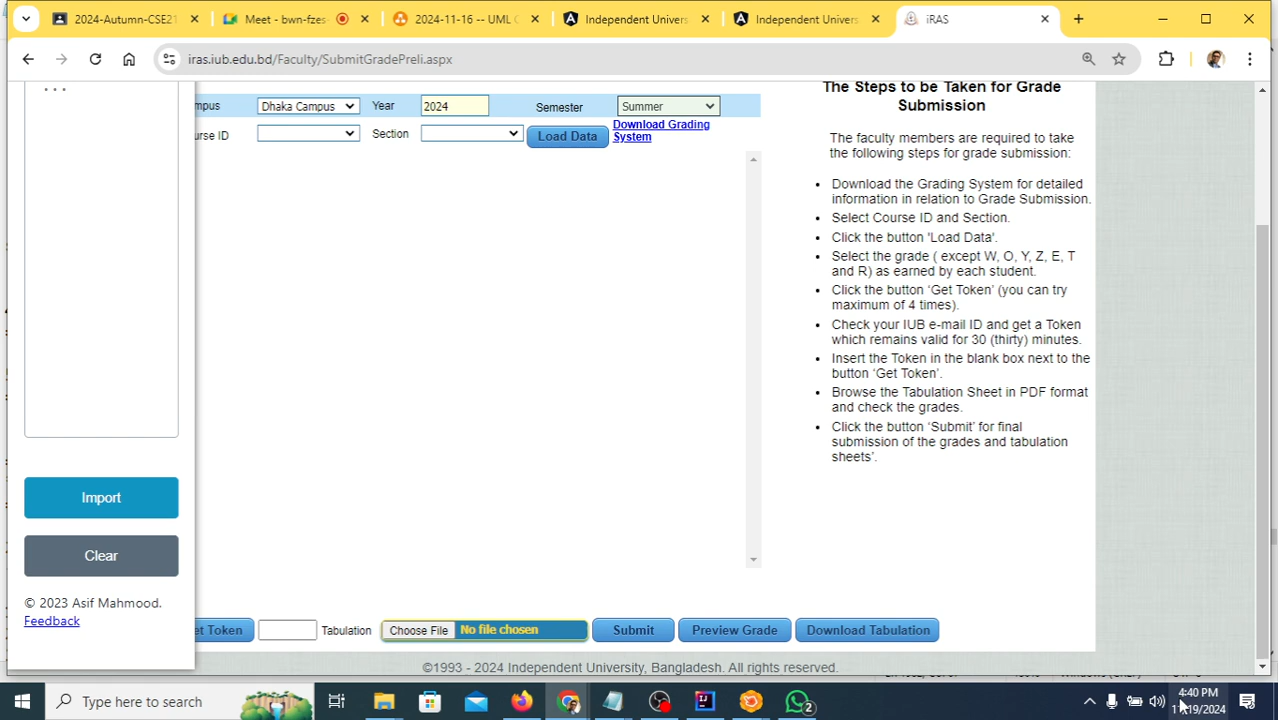 2024-Autumn-CSE21
Meet - bwn-fzes-
2024-11-16 -- UML
Independent Univers
Independent Univers
iRAS
iras.iub.edu.bd/Faculty/SubmitGradePreli.aspx
...
mpus
Dhaka Campus
Year
2024
Semester
Summer
urse ID
Section
Load Data
Download Grading
System
The Steps to be Taken for Grade
Submission
The faculty members are required to take
the following steps for grade submission:
• Download the Grading System for detailed
information in relation to Grade Submission.
• Select Course ID and Section.
• Click the button 'Load Data'.
• Select the grade ( except W, O, Y, Z, E, T
and R) as earned by each student.
• Click the button ‘Get Token’ (you can try
maximum of 4 times).
• Check your IUB e-mail ID and get a Token
which remains valid for 30 (thirty) minutes.
• Insert the Token in the blank box next to the
button ‘Get Token’.
• Browse the Tabulation Sheet in PDF format
and check the grades.
• Click the button ‘Submit’ for final
submission of the grades and tabulation
sheets’.
Import
Clear
© 2023 Asif Mahmood.
Feedback
et Token
Tabulation
Choose File
No file chosen
Submit
Preview Grade
Download Tabulation
©1993 - 2024 Independent University, Bangladesh. All rights reserved.
Type here to search
2
4:40 PM
11/19/2024